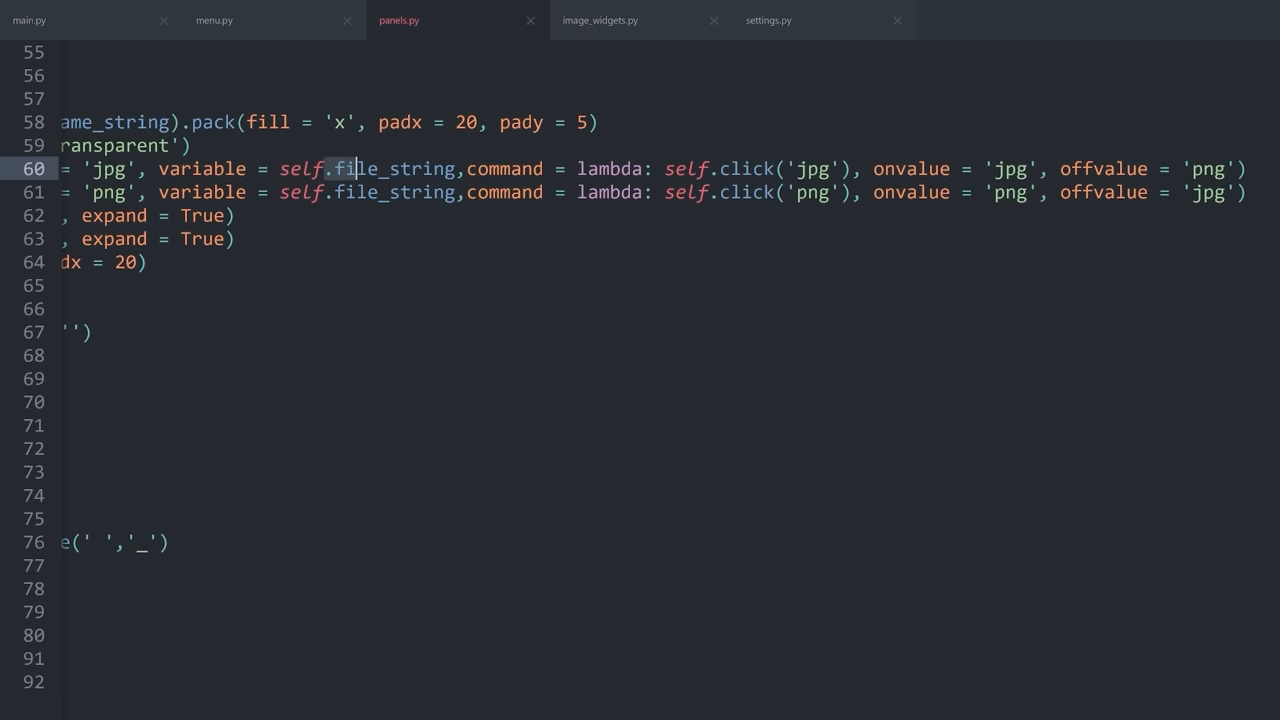 main.py menu.py panels.py image_widgets.py settings.py
55
56
57
58 ame_string).pack(fill = 'x', padx = 20, pady = 5)
59 ransparent')
60 = 'jpg', variable = self.file_string,command = lambda: self.click('jpg'), onvalue = 'jpg', offvalue = 'png')
61 = 'png', variable = self.file_string,command = lambda: self.click('png'), onvalue = 'png', offvalue = 'jpg')
62 , expand = True)
63 , expand = True)
64 dx = 20)
65
66
67 '')
68
69
70
71
72
73
74
75
76 e(' ','_')
77
78
79
80
91
92